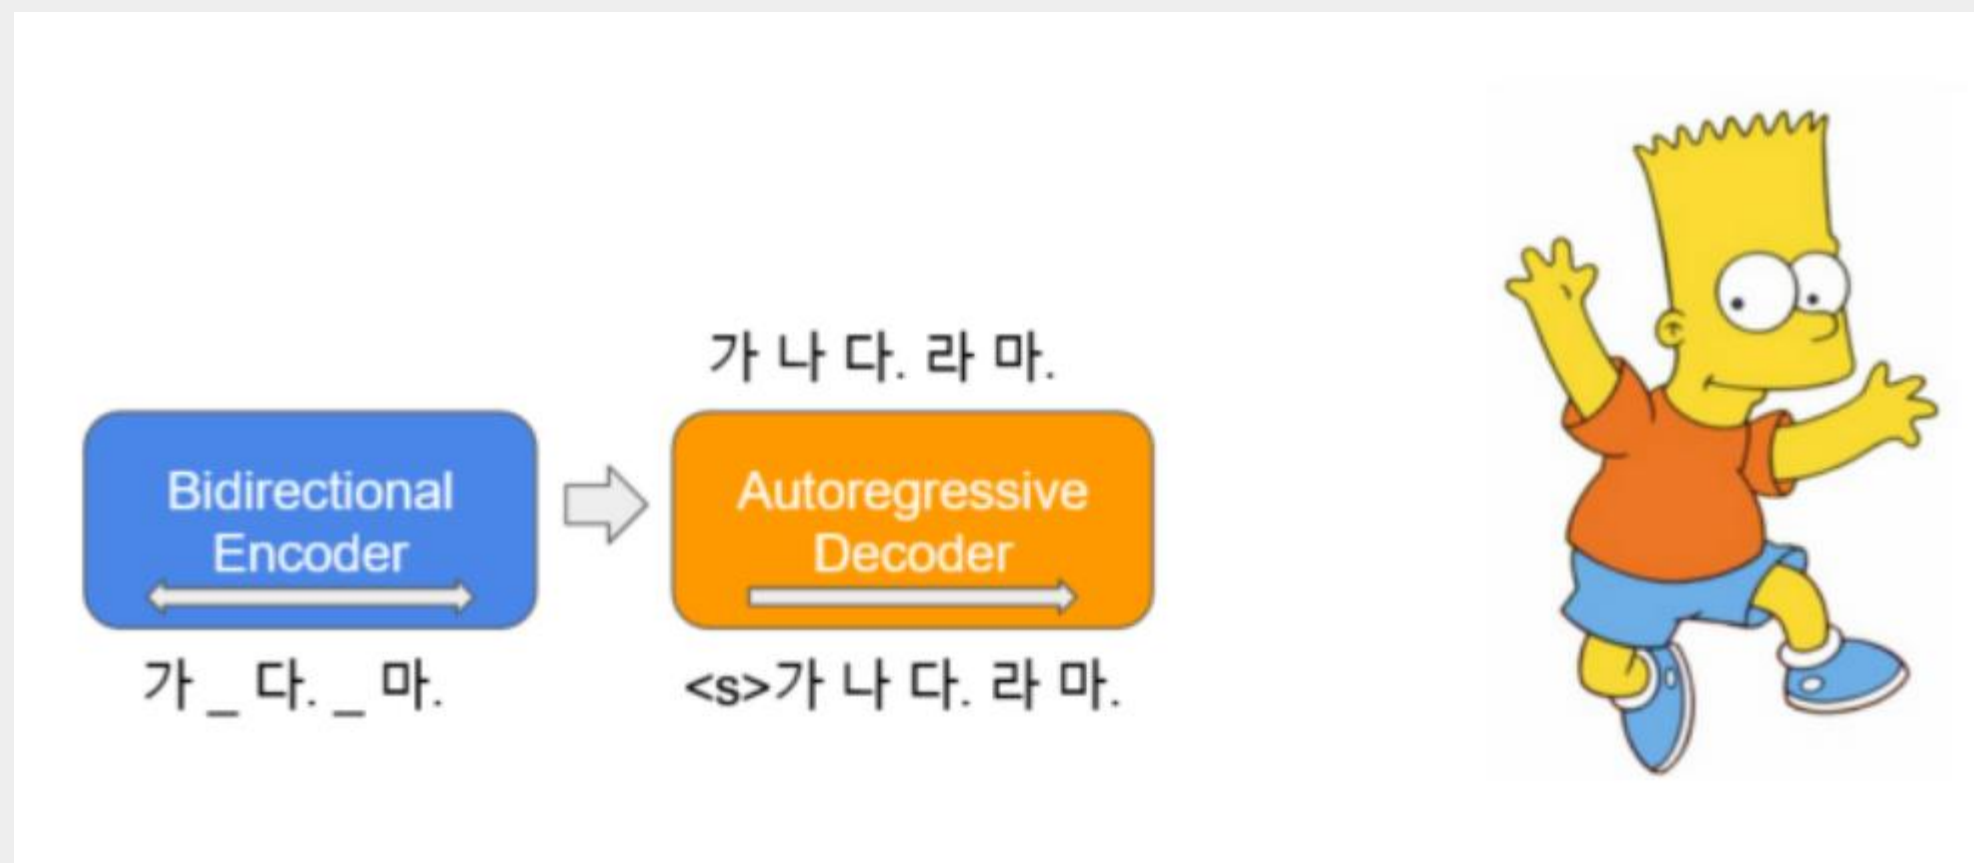 가 나 다. 라 마.
Bidirectional
Encoder
Autoregressive
Decoder
가 _ 다. _ 마.
<s>가 나 다. 라 마.